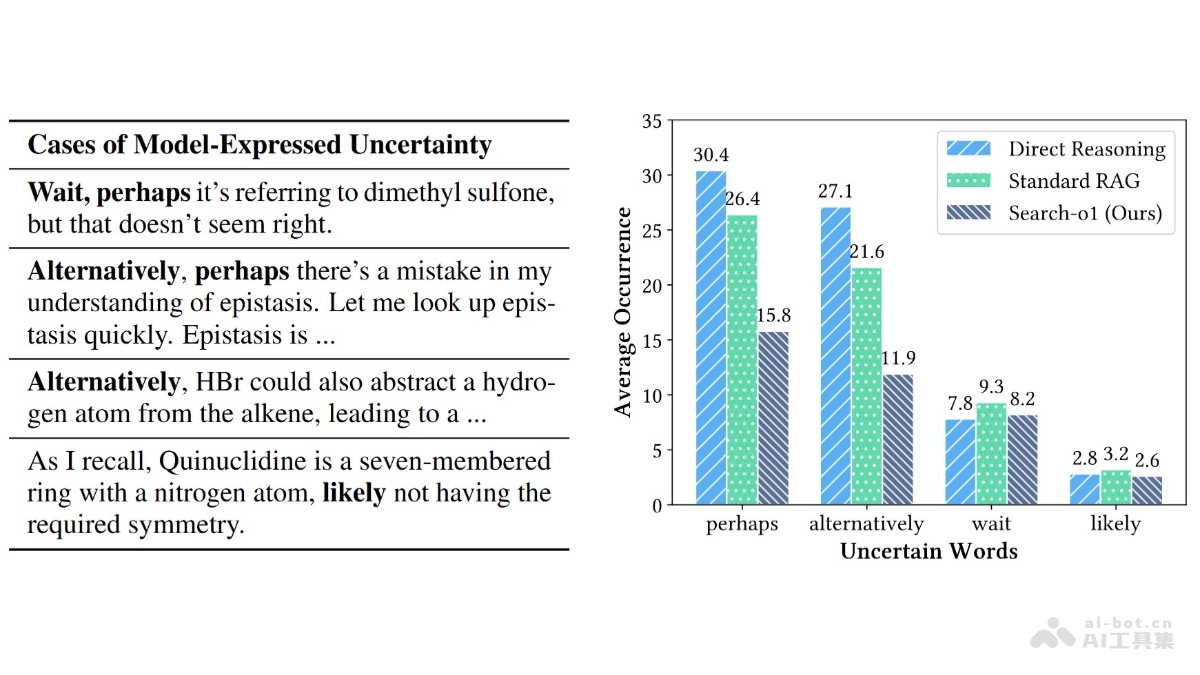 Cases of Model-Expressed Uncertainty
Wait, perhaps it's referring to dimethyl sulfone,
but that doesn't seem right.
Alternatively, perhaps there's a mistake in my
understanding of epistasis. Let me look up epis-
tasis quickly. Epistasis is ...
Alternatively, HBr could also abstract a hydro-
gen atom from the alkene, leading to a ...
As I recall, Quinuclidine is a seven-membered
ring with a nitrogen atom, likely not having the
required symmetry.
Average Occurrence
35
30
25
20
15
10
5
0
30.4
26.4
15.8
27.1
21.6
11.9
7.8
9.3
8.2
2.8
3.2
2.6
Direct Reasoning
Standard RAG
Search-o1 (Ours)
perhaps
alternatively
wait
likely
Uncertain Words
ai-bot.cn
AI工具集